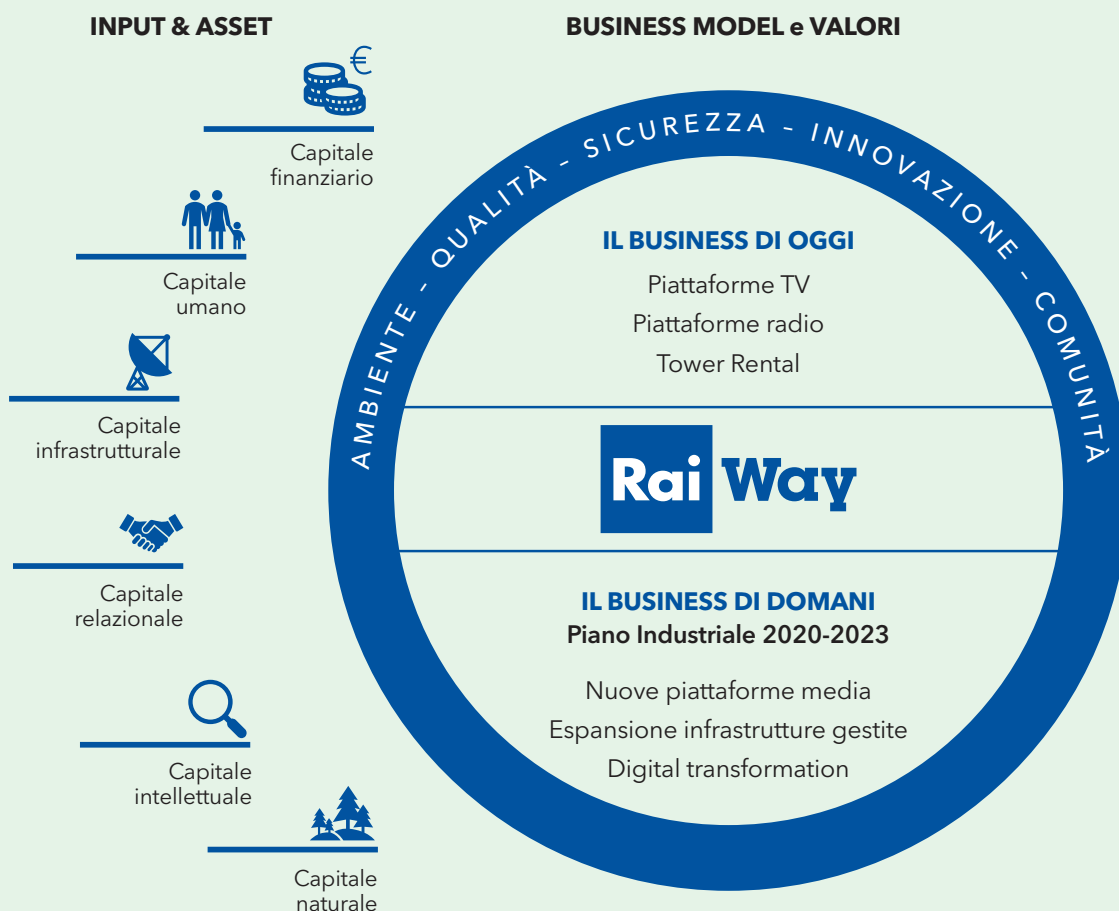 INPUT & ASSET
€
Capitale
finanziario
Capitale
umano
Capitale
infrastrutturale
Capitale
relazionale
Capitale
intellettuale
Capitale
naturale
BUSINESS MODEL e VALORI
AMBIENTE - QUALITÀ - SICUREZZA - INNOVAZIONE - COMUNITÀ
IL BUSINESS DI OGGI
Piattaforme TV
Piattaforme radio
Tower Rental
Rai Way
IL BUSINESS DI DOMANI
Piano Industriale 2020-2023
Nuove piattaforme media
Espansione infrastrutture gestite
Digital transformation